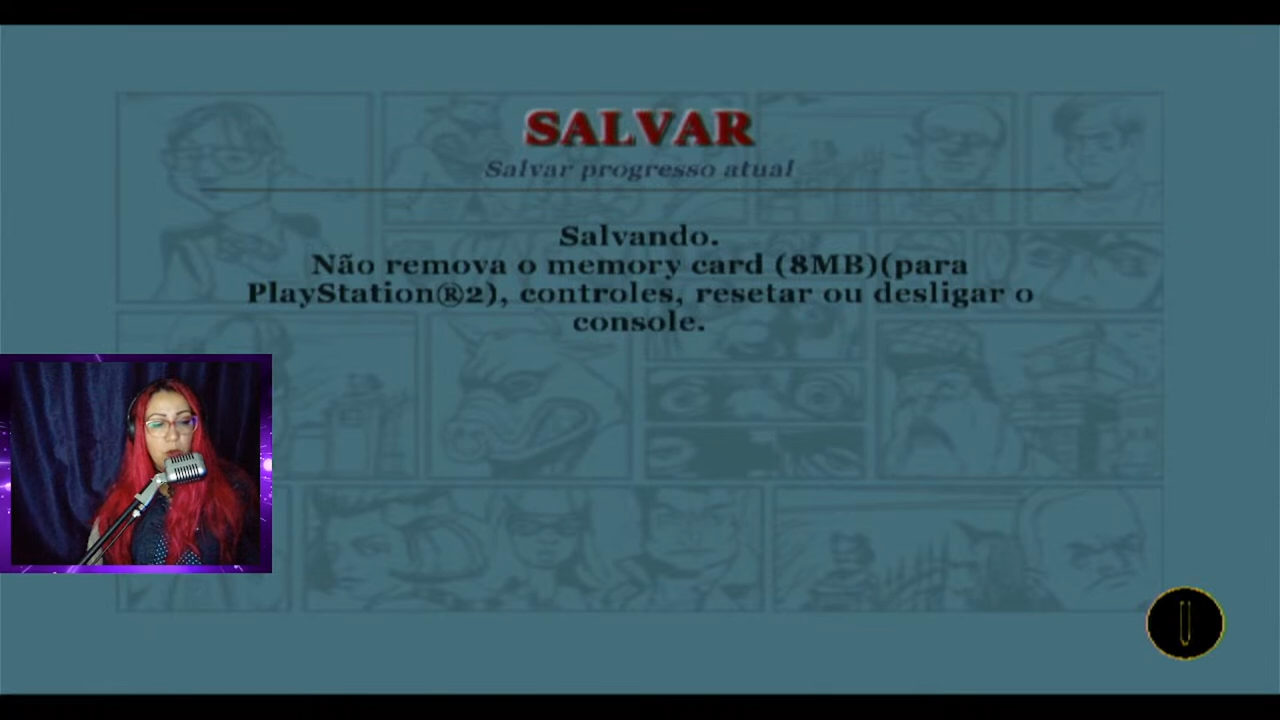 SALVAR
Salvar progresso atual
Salvando.
Não remova o memory card (8MB)(para
PlayStation®2), controles, resetar ou desligar o
console.